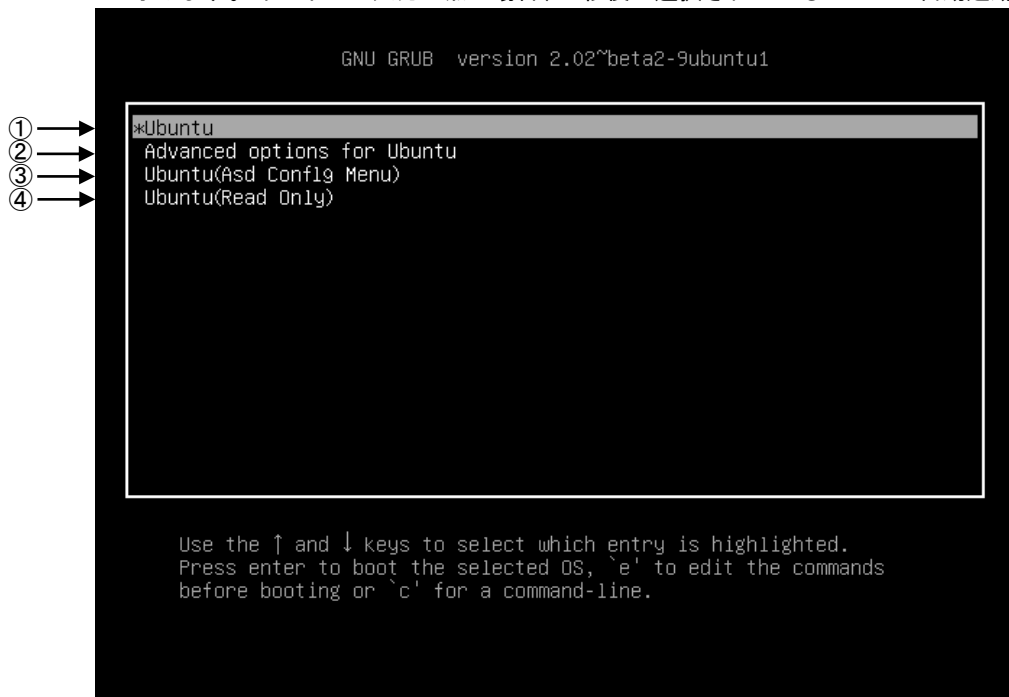 GNU GRUB version 2.02~beta2-9ubuntu1
① *Ubuntu
② Advanced options for Ubuntu
③ Ubuntu(Asd Conflg Menu)
④ Ubuntu(Read Only)
Use the ↑ and ↓ keys to select which entry is highlighted.
Press enter to boot the selected OS, `e' to edit the commands
before booting or `c' for a command-line.